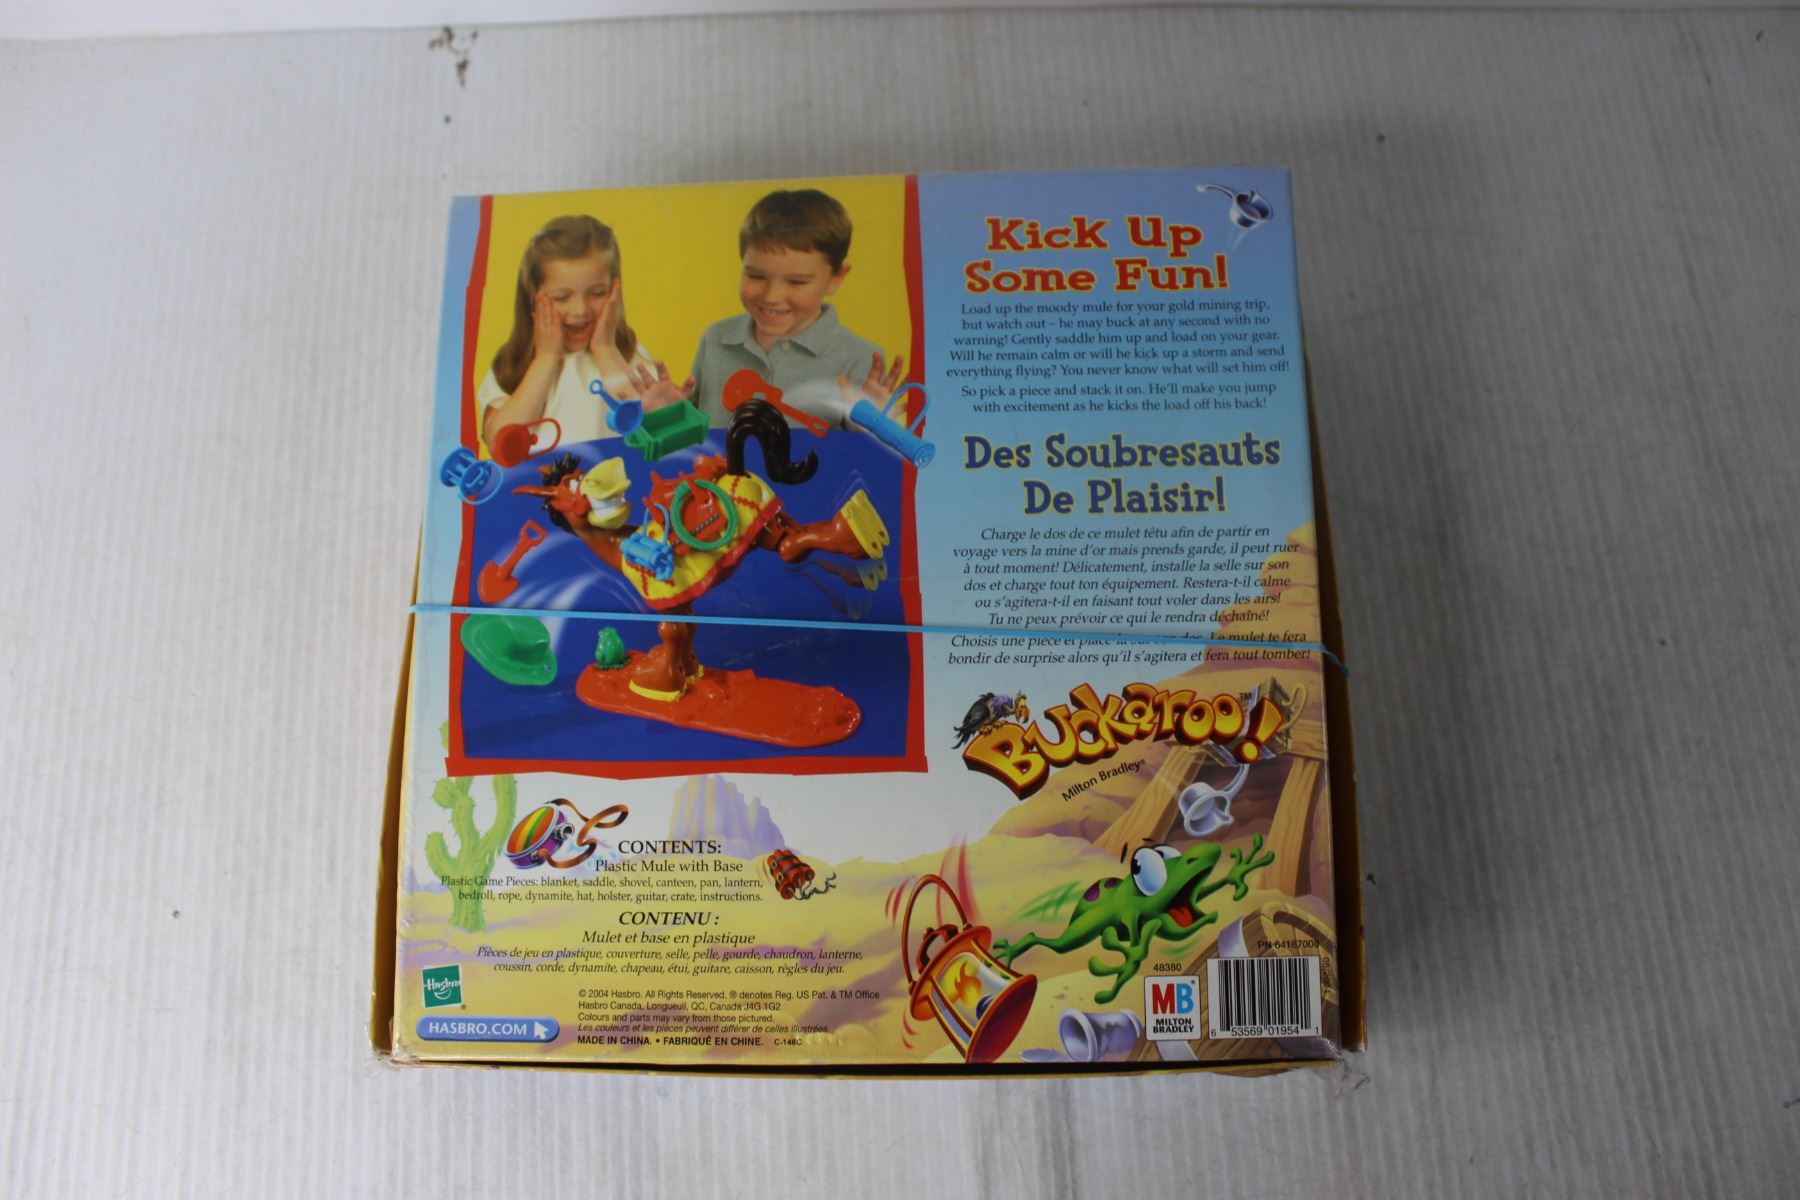 Kick Up
Some Fun!
Load up the moody mule for your gold mining trip,
but watch out – he may buck at any second with no
warning! Gently saddle him up and load on your gear.
Will he remain calm or will he kick up a storm and send
everything flying? You never know what will set him off!
So pick a piece and stack it on. He'll make you jump
with excitement as he kicks the load off his back!
Des Soubresauts
De Plaisir!
Charge le dos de ce mulet têtu afin de partir en
voyage vers la mine d'or mais prends garde, il peut ruer
à tout moment! Délicatement, installe la selle sur son
dos et charge tout ton équipement. Restera-t-il calme
ou s'agitera-t-il en faisant tout voler dans les airs!
Tu ne peux prévoir ce qui le rendra déchaîné!
Choisis une pièce et place la sur son dos. Le mulet te fera
bondir de surprise alors qu'il s'agitera et fera tout tomber!
Buckaroo!™
Milton Bradley®
CONTENTS:
Plastic Mule with Base
Plastic Game Pieces: blanket, saddle, shovel, canteen, pan, lantern,
bedroll, rope, dynamite, hat, holster, guitar, crate, instructions.
CONTENU :
Mulet et base en plastique
Pièces de jeu en plastique, couverture, selle, pelle, gourde, chaudron, lanterne,
coussin, corde, dynamite, chapeau, étui, guitare, caisson, règles du jeu.
Hasbro
HASBRO.COM
© 2004 Hasbro. All Rights Reserved. ® denotes Reg. US Pat. & TM Office
Hasbro Canada, Longueuil, QC, Canada J4G 1G2
Colours and parts may vary from those pictured.
Les couleurs et les pièces peuvent différer de celles illustrées.
MADE IN CHINA. • FABRIQUÉ EN CHINE. C-148C
PN 64167000
48380
MB®
MILTON
BRADLEY
6 53569 01954 1